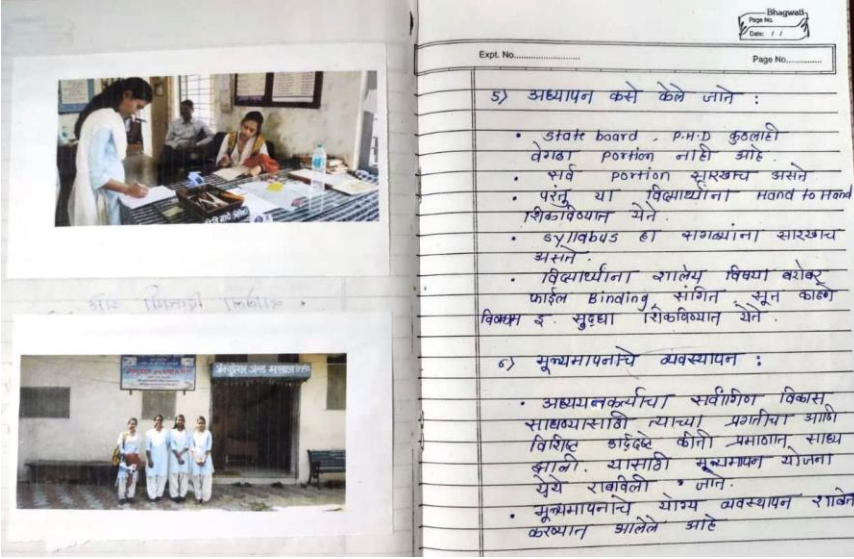 Bhagwati
Page No.
Date: / /
Expt. No.
Page No.
5) अध्यापन कसे केले जाते :
• state board . P.H.D कुठलाही
वेगळा portion नाही आहे .
• सर्व portion सारखाच असते
• परंतू या विद्यार्थ्यांना Hand to Hand
शिकविण्यात येते .
• syllabus हा सगळ्यांना सारखाच
असते .
• विद्यार्थ्यांना शालेय विषया बरोबर
फाईल Binding, संगित, सून काढणे
इ. सुद्धा शिकविण्यात येते .
६) मूल्यमापनाचे व्यवस्थापन :
• अध्ययनकर्त्याचा सर्वांगिण विकास
साधण्यासाठी त्याच्या प्रगतीचा आणि
विशिष्ट उद्दिष्टे कीती प्रमाणात साध्य
झाली. यासाठी मूल्यमापन योजना
येथे राबविली जाते.
• मूल्यमापनाचे योग्य व्यवस्थापन शाळेत
करण्यात आलेले आहे